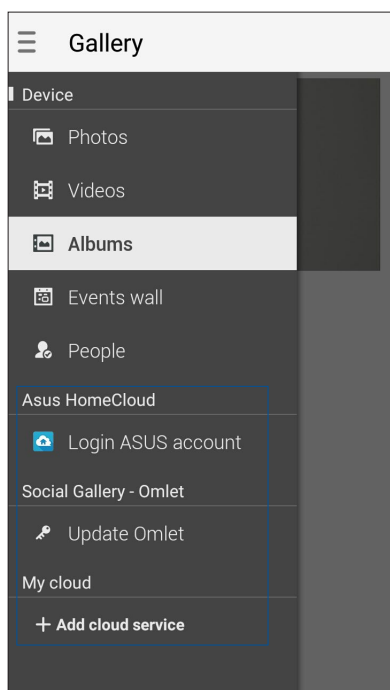 Gallery
Device
Photos
Videos
Albums
Events wall
People
Asus HomeCloud
Login ASUS account
Social Gallery - Omlet
Update Omlet
My cloud
+ Add cloud service